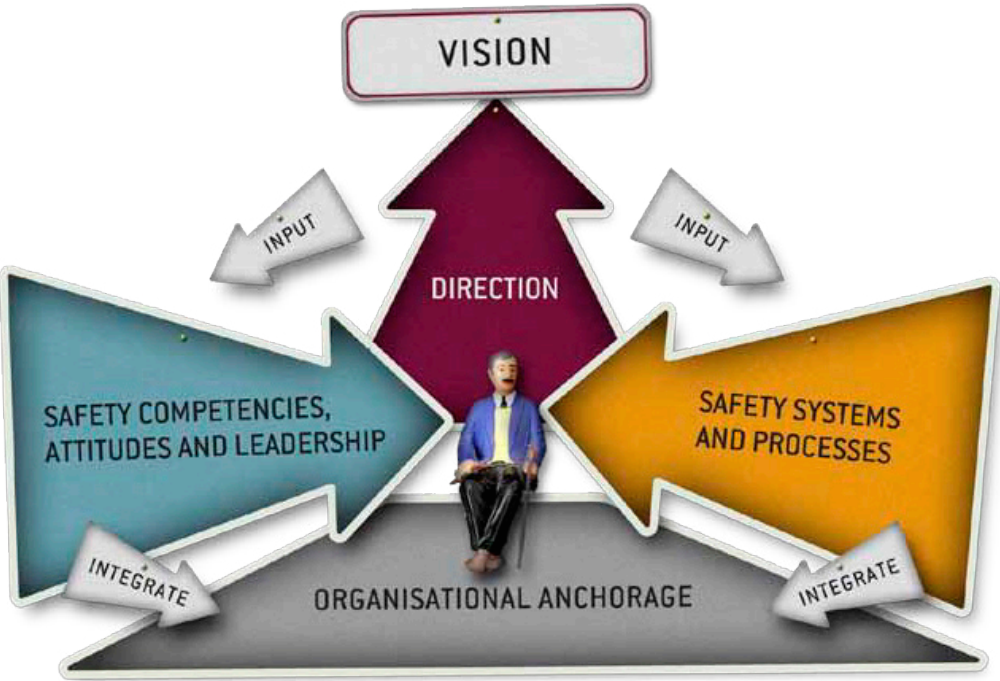 VISION
INPUT
INPUT
DIRECTION
SAFETY COMPETENCIES,
ATTITUDES AND LEADERSHIP
SAFETY SYSTEMS
AND PROCESSES
INTEGRATE
INTEGRATE
ORGANISATIONAL ANCHORAGE